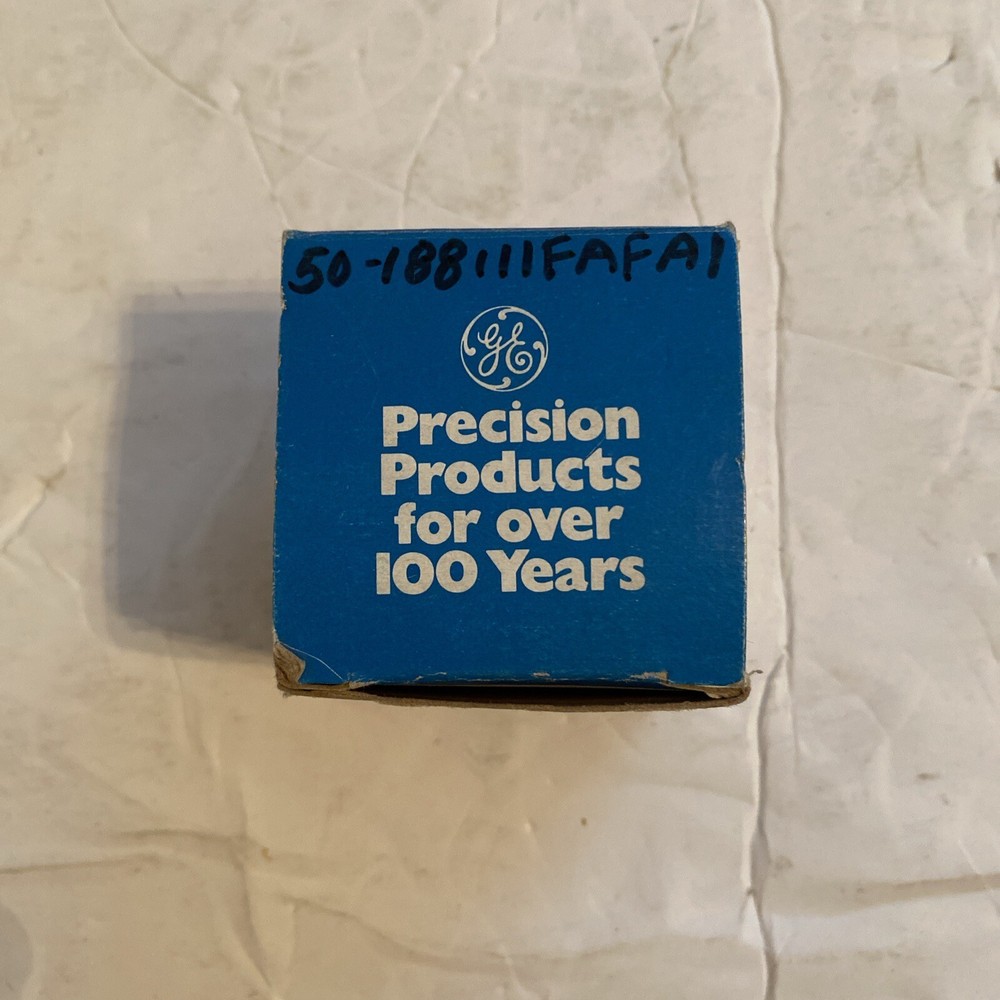 50-188111FAFA1
GE
Precision
Products
for over
100 Years